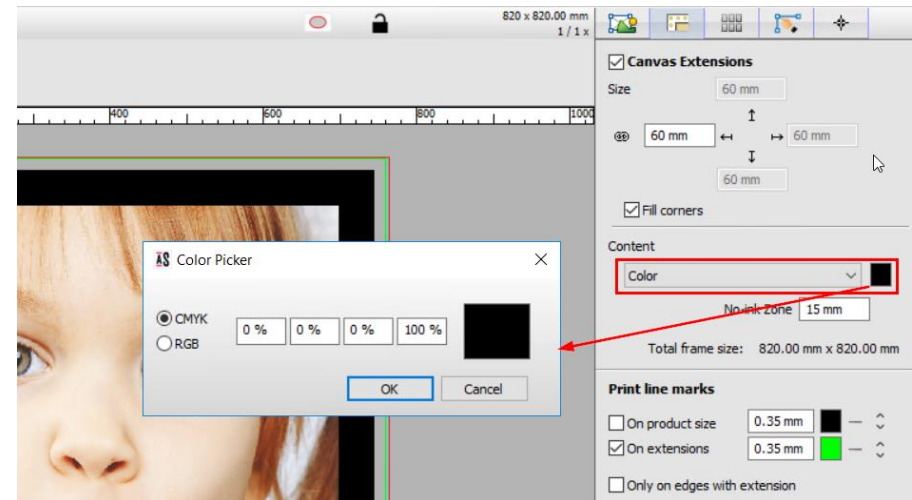 820 x 820.00 mm
1 / 1 x
400
600
800
1000
Canvas Extensions
Size
60 mm
60 mm
60 mm
60 mm
Fill corners
Content
Color
No-ink Zone 15 mm
Total frame size: 820.00 mm x 820.00 mm
Print line marks
On product size 0.35 mm
On extensions 0.35 mm
Only on edges with extension
AS Color Picker
CMYK
RGB
0 % 0 % 0 % 100 %
OK Cancel